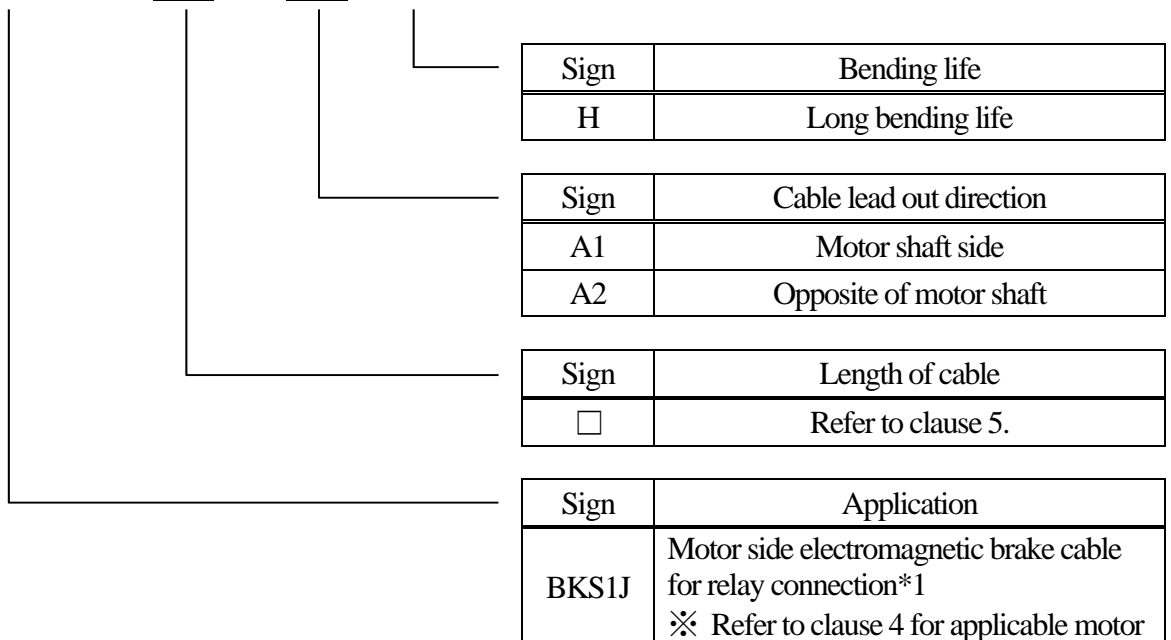 Sign Bending life
H Long bending life
Sign Cable lead out direction
A1 Motor shaft side
A2 Opposite of motor shaft
Sign Length of cable
□ Refer to clause 5.
Sign Application
BKS1J Motor side electromagnetic brake cable
for relay connection*1
※ Refer to clause 4 for applicable motor